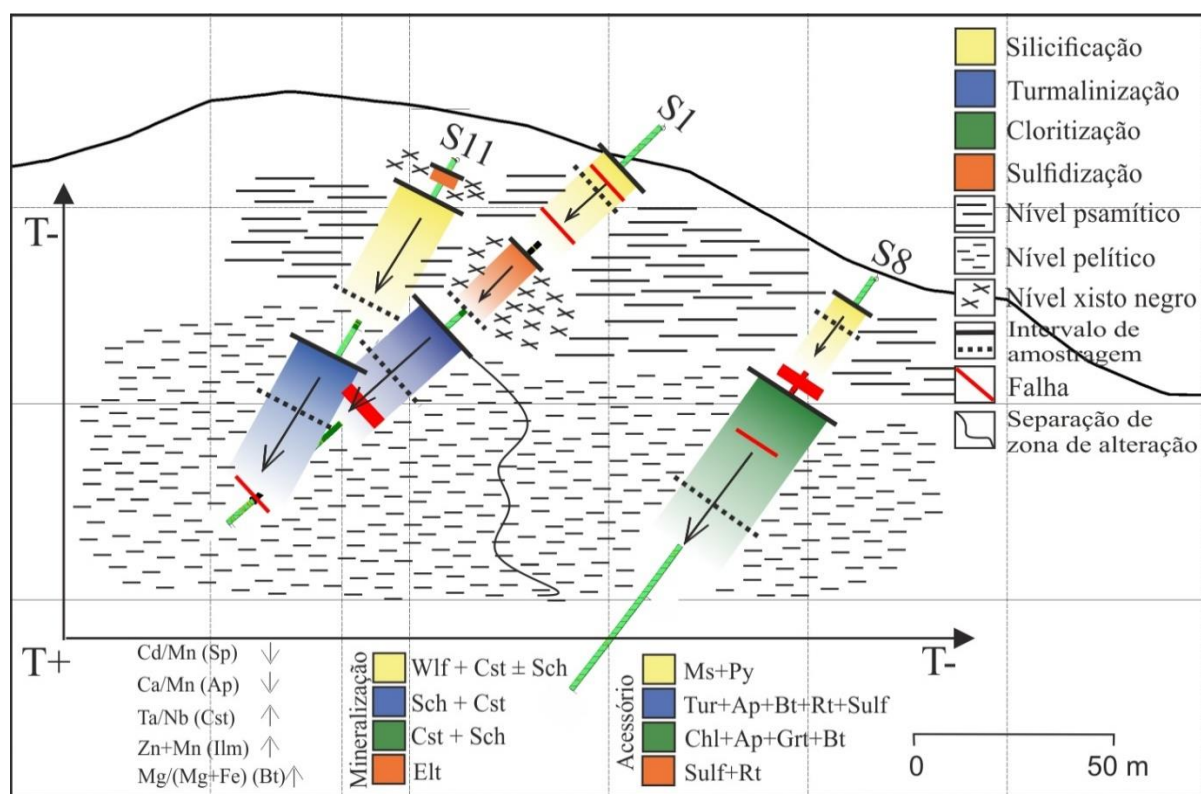 S11
S1
S8
T-
T+
T-
Silicificação
Turmalinização
Cloritização
Sulfidização
Nível psamítico
Nível pelítico
Nível xisto negro
Intervalo de
amostragem
Falha
Separação de
zona de alteração
Cd/Mn (Sp) ↓
Ca/Mn (Ap) ↓
Ta/Nb (Cst) ↑
Zn+Mn (Ilm) ↑
Mg/(Mg+Fe) (Bt) ↑
Mineralização
Wlf + Cst ± Sch
Sch + Cst
Cst + Sch
Elt
Acessório
Ms+Py
Tur+Ap+Bt+Rt+Sulf
Chl+Ap+Grt+Bt
Sulf+Rt
0 50 m